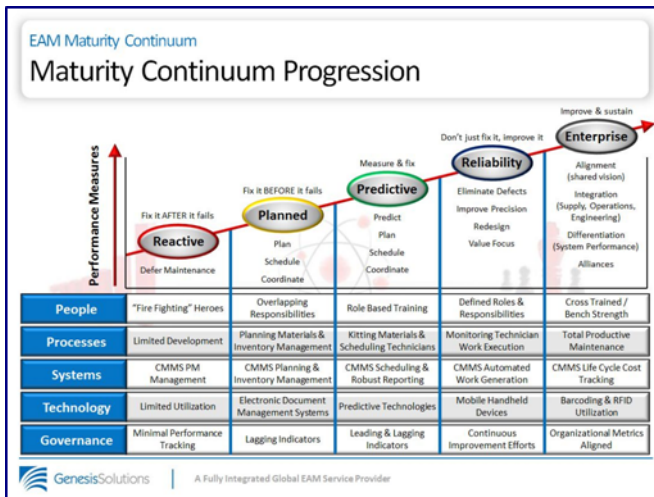 EAM Maturity Continuum
Maturity Continuum Progression
Performance Measures
Fix it AFTER it fails
Reactive
Defer Maintenance
Fix it BEFORE it fails
Planned
Plan
Schedule
Coordinate
Measure & fix
Predictive
Predict
Plan
Schedule
Coordinate
Don't just fix it, improve it
Reliability
Eliminate Defects
Improve Precision
Redesign
Value Focus
Improve & sustain
Enterprise
Alignment
(shared vision)
Integration
(Supply, Operations,
Engineering)
Differentiation
(System Performance)
Alliances
People
"Fire Fighting" Heroes
Overlapping
Responsibilities
Role Based Training
Defined Roles &
Responsibilities
Cross Trained /
Bench Strength
Processes
Limited Development
Planning Materials &
Inventory Management
Kitting Materials &
Scheduling Technicians
Monitoring Technician
Work Execution
Total Productive
Maintenance
Systems
CMMS PM
Management
CMMS Planning &
Inventory Management
CMMS Scheduling &
Robust Reporting
CMMS Automated
Work Generation
CMMS Life Cycle Cost
Tracking
Technology
Limited Utilization
Electronic Document
Management Systems
Predictive Technologies
Mobile Handheld
Devices
Barcoding & RFID
Utilization
Governance
Minimal Performance
Tracking
Lagging Indicators
Leading & Lagging
Indicators
Continuous
Improvement Efforts
Organizational Metrics
Aligned
GenesisSolutions
A Fully Integrated Global EAM Service Provider